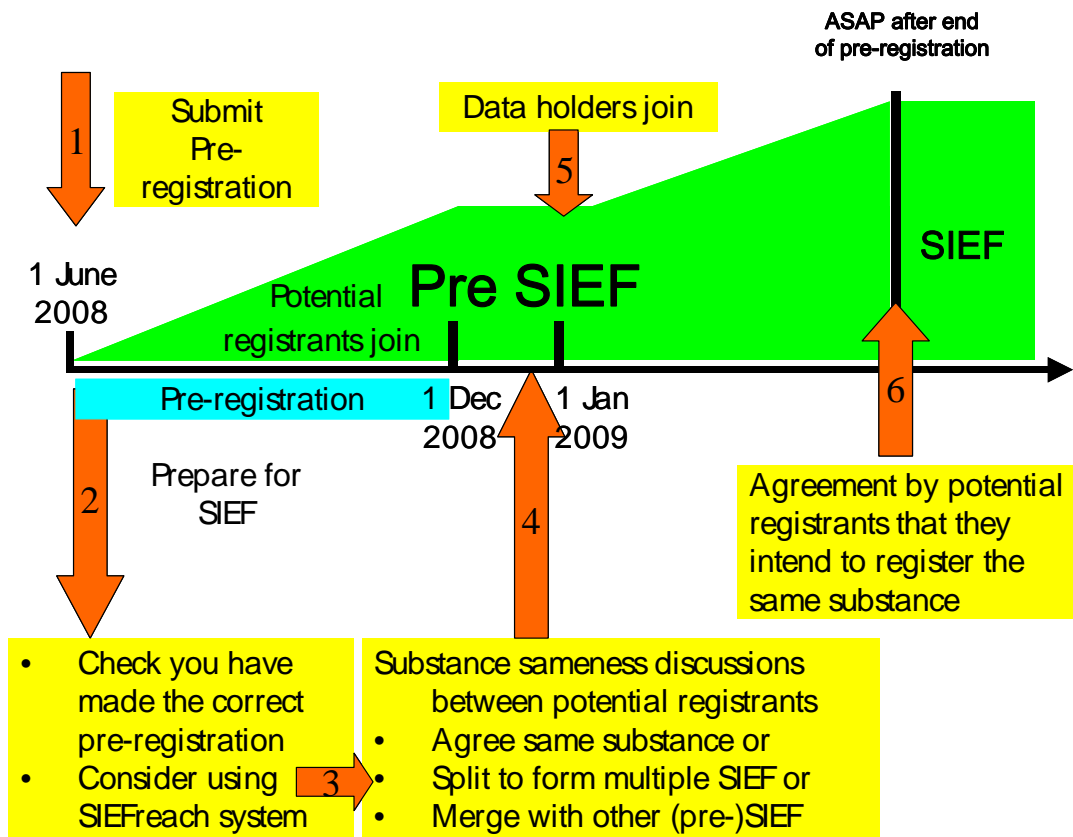 ASAP after end
of pre-registration
1
Submit
Pre-
registration
Data holders join
5
1 June
2008
Potential
registrants join
Pre SIEF
SIEF
Pre-registration
1 Dec
2008
1 Jan
2009
2
Prepare for
SIEF
4
6
Agreement by potential
registrants that they
intend to register the
same substance
• Check you have
made the correct
pre-registration
• Consider using
SIEFreach system
3
Substance sameness discussions
between potential registrants
• Agree same substance or
• Split to form multiple SIEF or
• Merge with other (pre-)SIEF